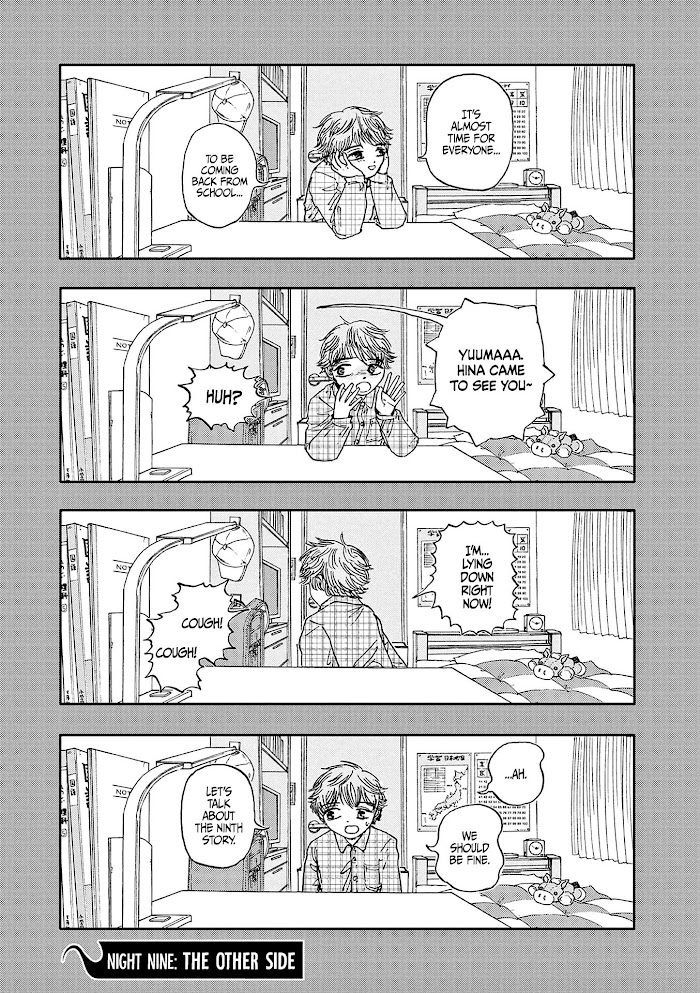 IT'S
ALMOST
TIME FOR
EVERYONE...
TO BE
COMING
BACK FROM
SCHOOL...
YUUMAAA.
HINA CAME
TO SEE YOU~
HUH?
I'M...
LYING
DOWN
RIGHT
NOW!
COUGH!
COUGH!
...AH.
WE
SHOULD
BE FINE.
LET'S
TALK
ABOUT
THE NINTH
STORY.
NIGHT NINE: THE OTHER SIDE